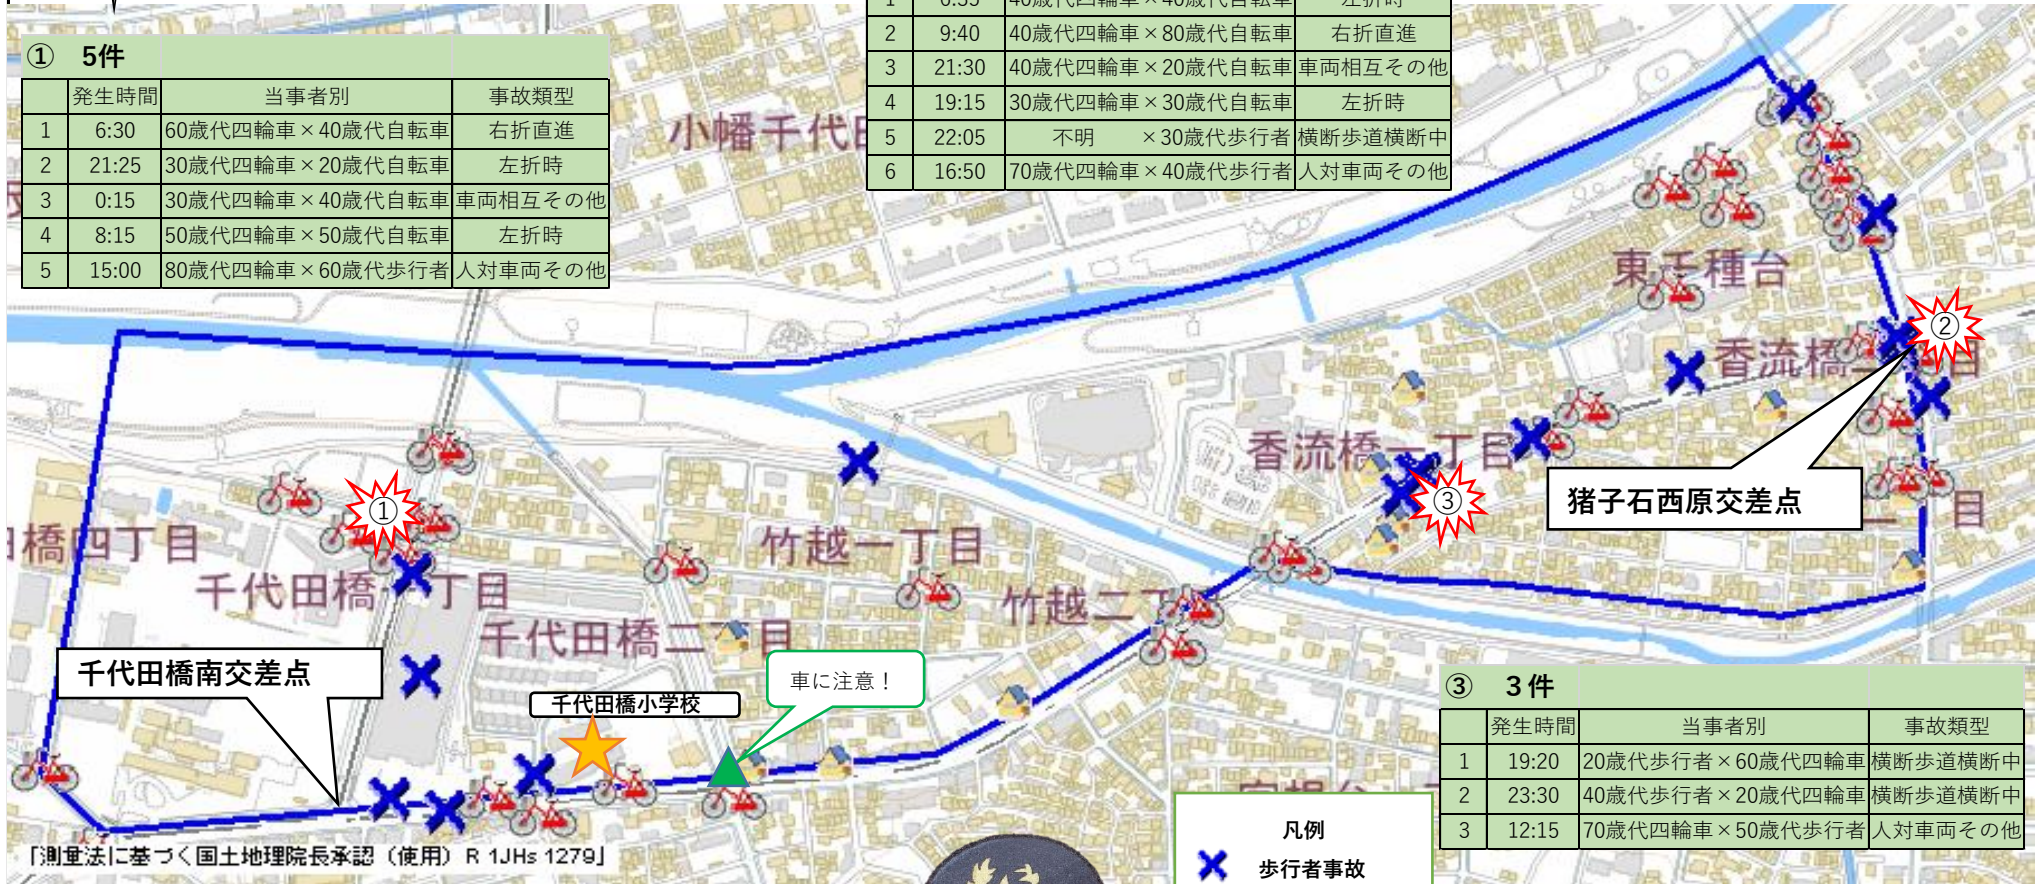 ① 5件
発生時間 当事者別 事故類型
1 6:30 60歳代四輪車×40歳代自転車 右折直進
2 21:25 30歳代四輪車×20歳代自転車 左折時
3 0:15 30歳代四輪車×40歳代自転車 車両相互その他
4 8:15 50歳代四輪車×50歳代自転車 左折時
5 15:00 80歳代四輪車×60歳代歩行者 人対車両その他
2 9:40 40歳代四輪車×80歳代自転車 右折直進
3 21:30 40歳代四輪車×20歳代自転車 車両相互その他
4 19:15 30歳代四輪車×30歳代自転車 左折時
5 22:05 不明 ×30歳代歩行者 横断歩道横断中
6 16:50 70歳代四輪車×40歳代歩行者 人対車両その他
小幡千代
東千種台
②
香流橋
目
香流橋一丁目
③
猪子石西原交差点
目
①
橋四丁目
竹越一丁目
千代田橋
丁目
竹越二
千代田橋二丁目
千代田橋南交差点
車に注意！
千代田橋小学校
③ 3件
発生時間 当事者別 事故類型
1 19:20 20歳代歩行者×60歳代四輪車 横断歩道横断中
2 23:30 40歳代歩行者×20歳代四輪車 横断歩道横断中
3 12:15 70歳代四輪車×50歳代歩行者 人対車両その他
凡例
歩行者事故
「測量法に基づく国土地理院長承認（使用）R 1JHs 1279」